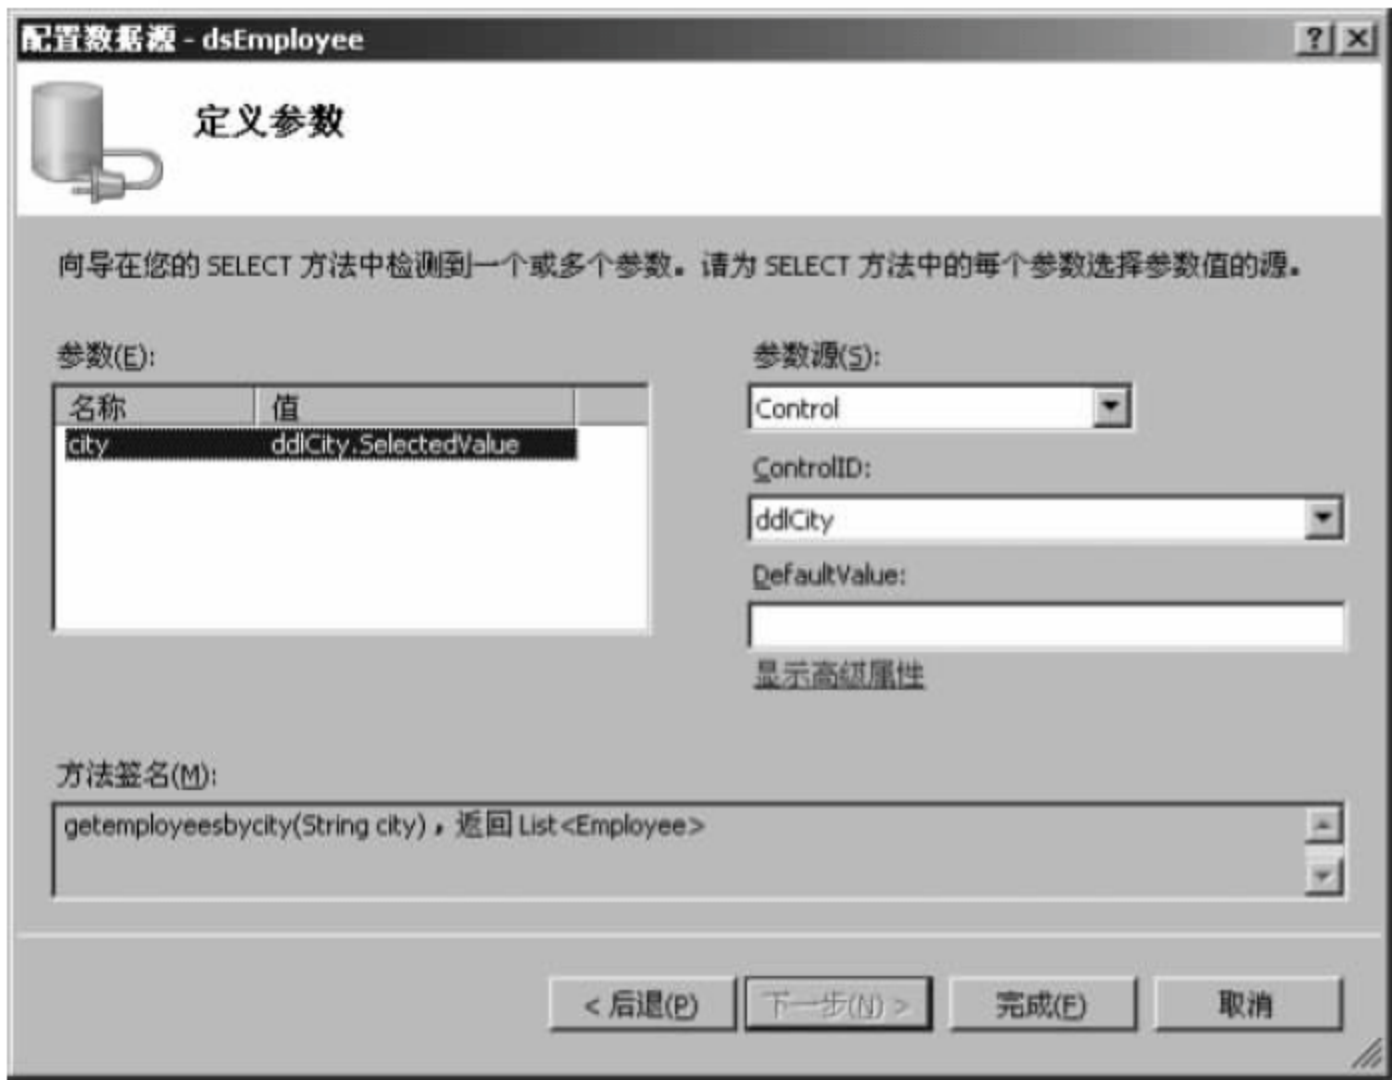 配置数据源 - dsEmployee
定义参数
向导在您的 SELECT 方法中检测到一个或多个参数。请为 SELECT 方法中的每个参数选择参数值的源。
参数(E):
名称 值
city ddlCity.SelectedValue
参数源(S):
Control
ControlID:
ddlCity
DefaultValue:
显示高级属性
方法签名(M):
getemployeesbycity(String city)，返回 List<Employee>
< 后退(P) 下一步(N) > 完成(F) 取消